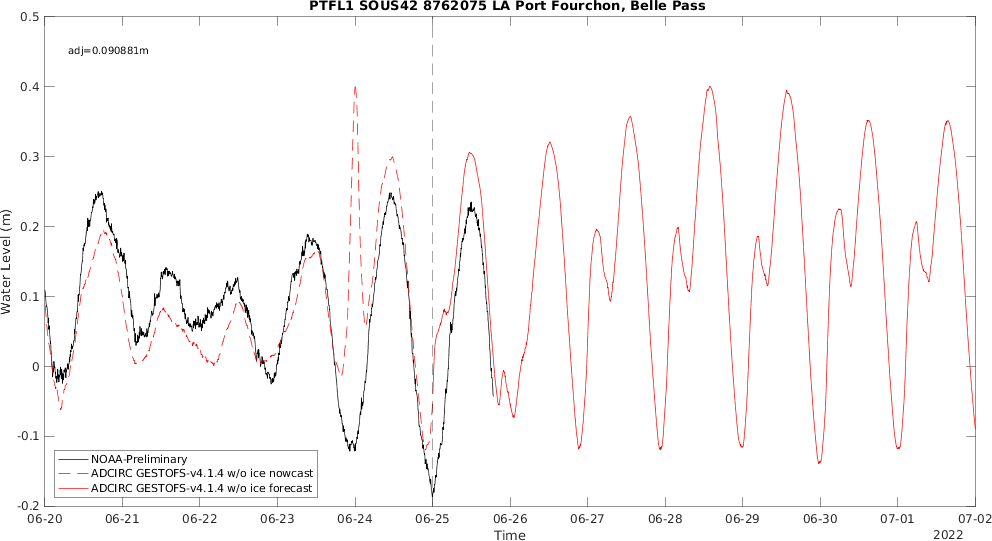 PTFL1 SOUS42 8762075 LA Port Fourchon, Belle Pass
0.5
adj=0.090881m
0.4
0.3
0.2
0.1
0
-0.1
-0.2
Water Level (m)
NOAA-Preliminary
ADCIRC GESTOFS-v4.1.4 w/o ice nowcast
ADCIRC GESTOFS-v4.1.4 w/o ice forecast
06-20 06-21 06-22 06-23 06-24 06-25 06-26 06-27 06-28 06-29 06-30 07-01 07-02
Time
2022